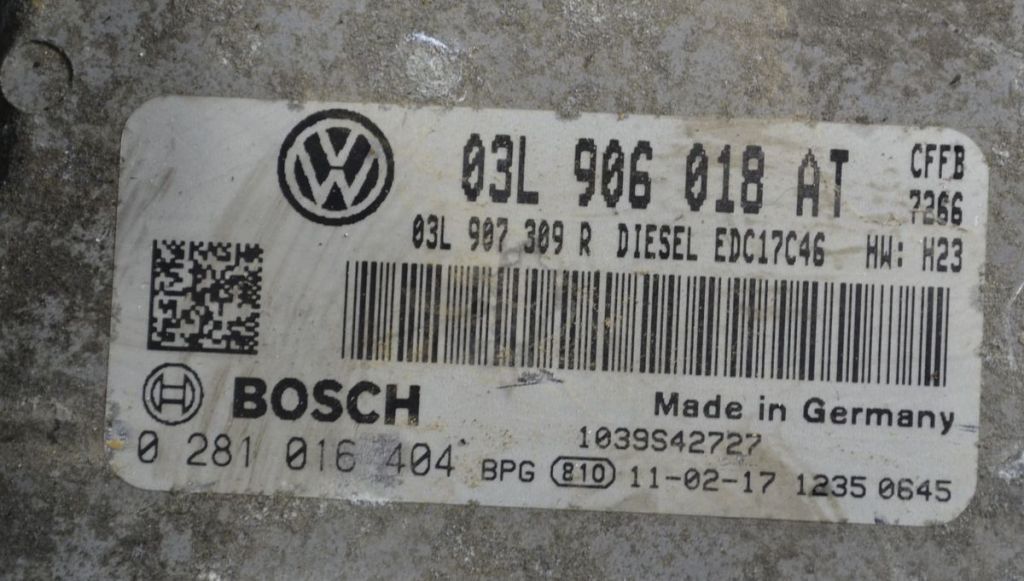 03L 906 018 AT CFFB
7266
03L 907 309 R DIESEL EDC17C46 HW: H23
BOSCH
Made in Germany
1039S42727
0 281 016 404 BPG 810 11-02-17 1235 0645